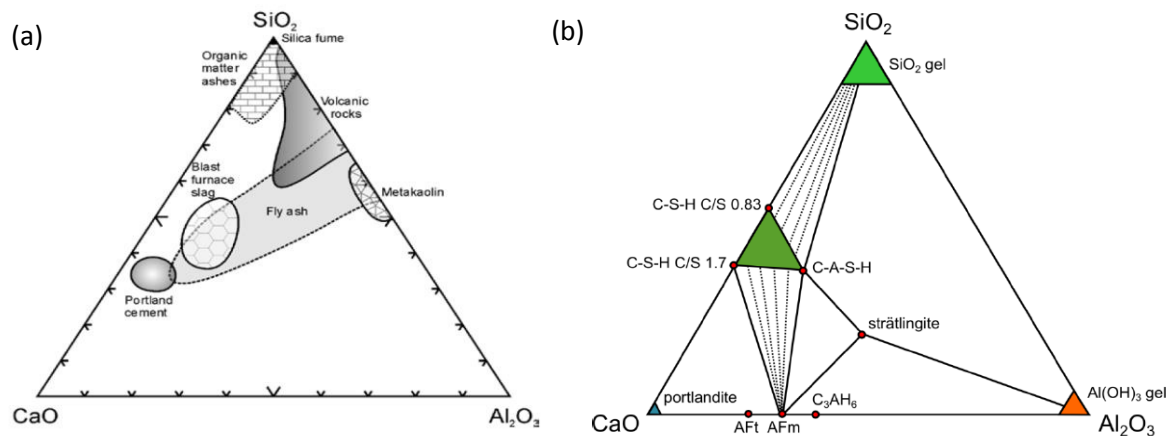 (a)
SiO₂
Silica fume
Organic
matter
ashes
Volcanic
rocks
Blast
furnace
slag
Metakaolin
Fly ash
Portland
cement
CaO
Al₂O₃
(b)
SiO₂
SiO₂ gel
C-S-H C/S 0.83
C-S-H C/S 1.7
C-A-S-H
strätlingite
portlandite
C₃AH₆
Al(OH)₃ gel
CaO
AFt
AFm
Al₂O₃